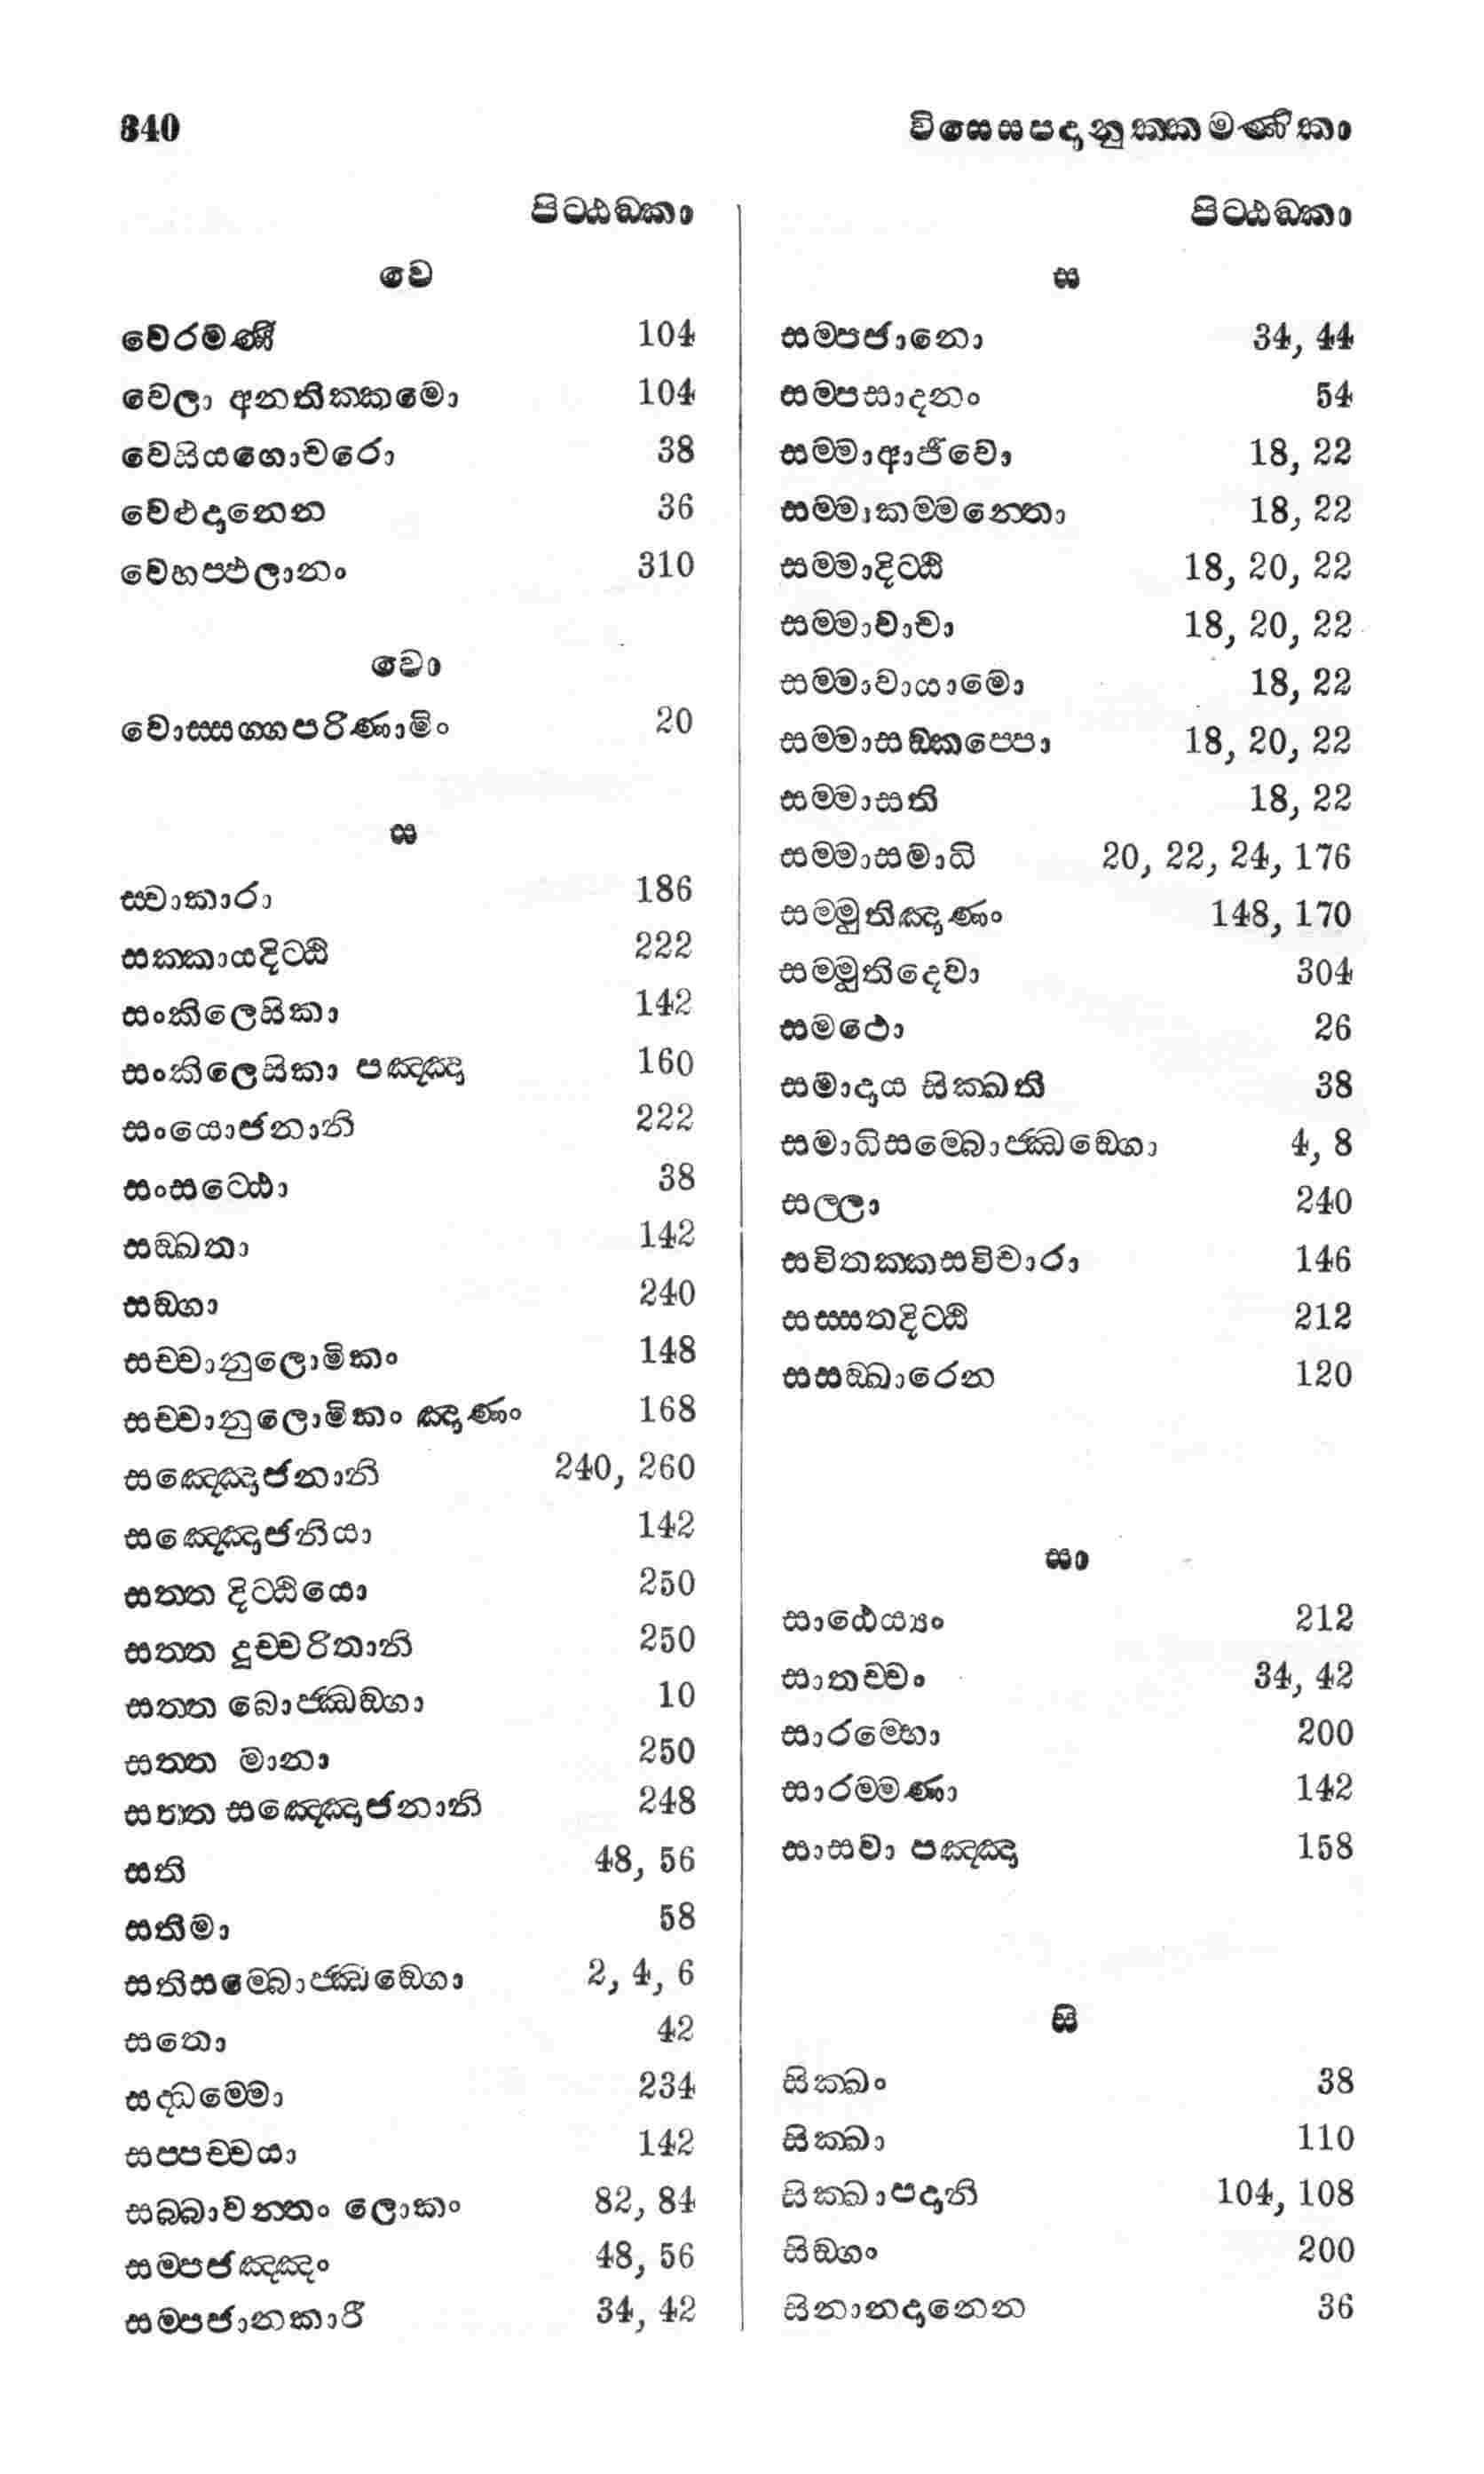 340 විසෙසපදානුක්කමණිකා
පිට්ඨඞ්කා
වෙ
වේරමණී 104
වෙලා අනතික්කමො 104
වෙසියගොචරො 38
වෙළුදානෙන 36
වෙහප්ඵලානං 310
වො
වොස්සග්ගපරිණාමිං 20
ස
ස්වාකාරා 186
සක්කායදිට්ඨි 222
සංකිලෙසිකා 142
සංකිලෙසිකා පඤ්ඤා 160
සංයොජනානි 222
සංසට්ඨො 38
සඞ්ඛතා 142
සඞ්ගා 240
සච්චානුලොමිකං 148
සච්චානුලොමිකං ඤාණං 168
සඤ්ඤොජනානි 240, 260
සඤ්ඤොජනියා 142
සත්ත දිට්ඨියො 250
සත්ත දුච්චරිතානි 250
සත්ත බොජ්ඣඞ්ගා 10
සත්ත මානා 250
සත්ත සඤ්ඤොජනානි 248
සති 48, 56
සතිමා 58
සතිසම්බොජ්ඣඞ්ගො 2, 4, 6
සතො 42
සද්ධම්මො 234
සප්පච්චයා 142
සබ්බාවන්තං ලොකං 82, 84
සම්පජඤ්ඤං 48, 56
සම්පජානකාරී 34, 42
පිට්ඨඞ්කා
ස
සම්පජානො 34, 44
සම්පසාදනං 54
සම්මාආජීවො 18, 22
සම්මාකම්මන්තො 18, 22
සම්මාදිට්ඨි 18, 20, 22
සම්මාවාචා 18, 20, 22
සම්මාවායාමො 18, 22
සම්මාසඞ්කප්පො 18, 20, 22
සම්මාසති 18, 22
සම්මාසමාධි 20, 22, 24, 176
සම්මුතිඤාණං 148, 170
සම්මුතිදෙවා 304
සමථො 26
සමාදාය සික්ඛති 38
සමාධිසම්බොජ්ඣඞ්ගො 4, 8
සල්ලා 240
සවිතක්කසවිචාරා 146
සස්සතදිට්ඨි 212
සසඞ්ඛාරෙන 120
සා
සාඨෙය්‍යං 212
සාතච්චං 34, 42
සාරම්භො 200
සාරම්මණා 142
සාසවා පඤ්ඤා 158
සි
සික්ඛං 38
සික්ඛා 110
සික්ඛාපදානි 104, 108
සිඞ්ගං 200
සිනානදානෙන 36